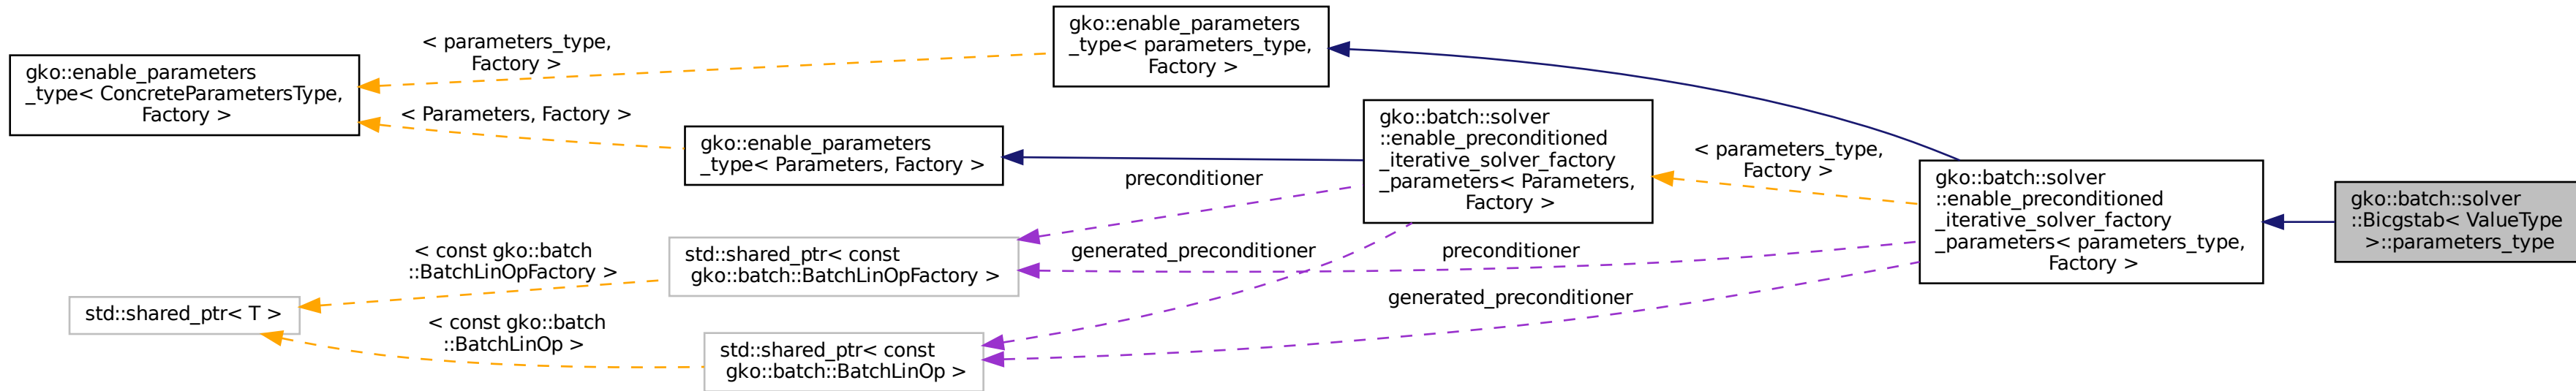 gko::enable_parameters
_type< ConcreteParametersType,
Factory >
< parameters_type,
Factory >
< Parameters, Factory >
gko::enable_parameters
_type< parameters_type,
Factory >
gko::enable_parameters
_type< Parameters, Factory >
gko::batch::solver
::enable_preconditioned
_iterative_solver_factory
_parameters< Parameters,
Factory >
< parameters_type,
Factory >
gko::batch::solver
::enable_preconditioned
_iterative_solver_factory
_parameters< parameters_type,
Factory >
gko::batch::solver
::Bicgstab< ValueType
>::parameters_type
preconditioner
generated_preconditioner
preconditioner
generated_preconditioner
std::shared_ptr< const
gko::batch::BatchLinOpFactory >
< const gko::batch
::BatchLinOpFactory >
std::shared_ptr< T >
< const gko::batch
::BatchLinOp >
std::shared_ptr< const
gko::batch::BatchLinOp >